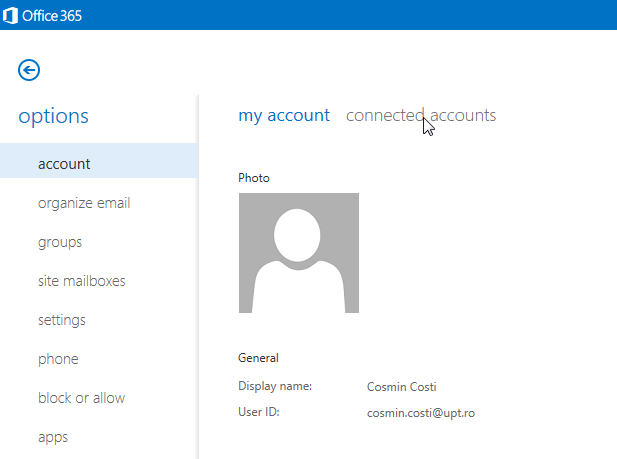 Office 365
options
my account connected accounts
account
organize email
groups
site mailboxes
settings
phone
block or allow
apps
Photo
General
Display name: Cosmin Costi
User ID: cosmin.costi@upt.ro